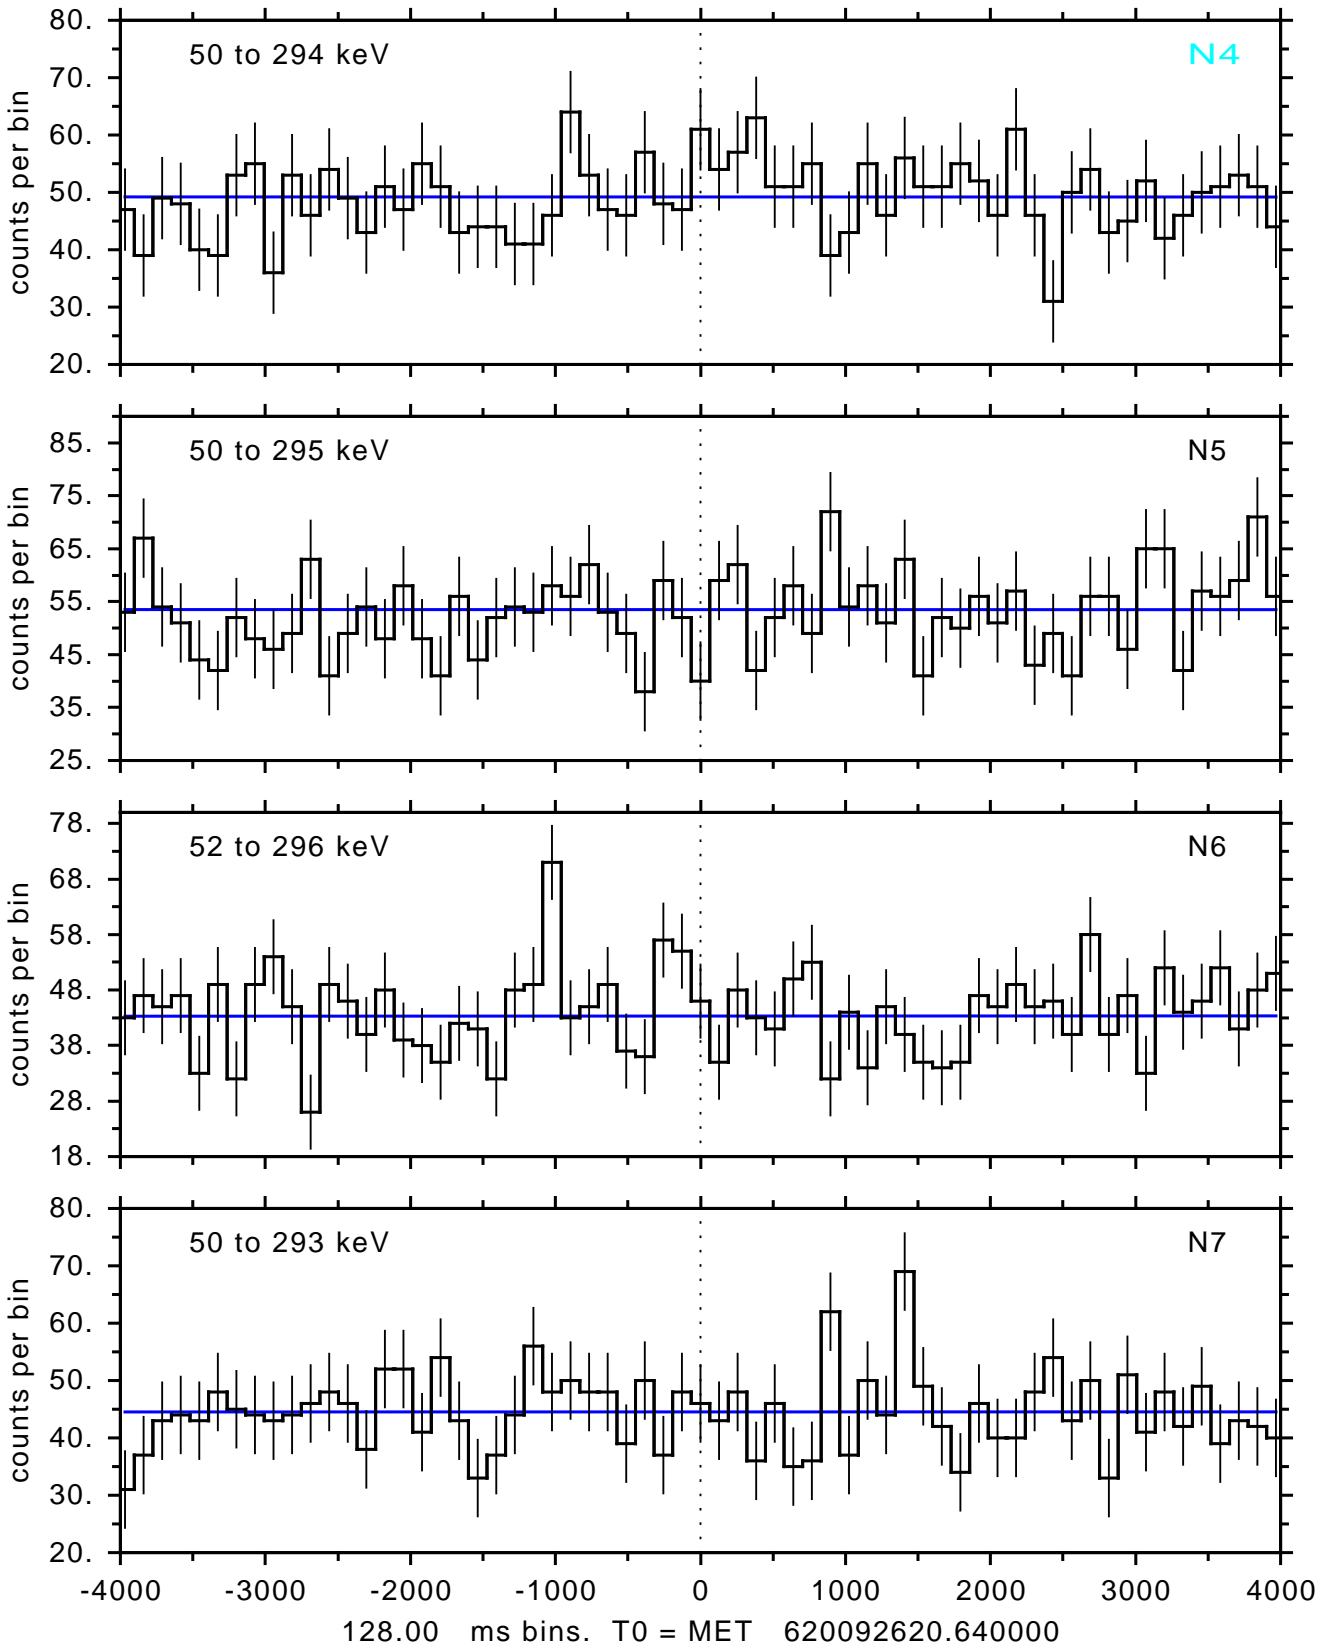 80.
50 to 294 keV
N4
70.
60.
50.
40.
30.
20.
counts per bin
50 to 295 keV
N5
85.
75.
65.
55.
45.
35.
25.
counts per bin
78.
52 to 296 keV
N6
68.
58.
48.
38.
28.
18.
counts per bin
80.
50 to 293 keV
N7
70.
60.
50.
40.
30.
20.
counts per bin
-4000 -3000 -2000 -1000 0 1000 2000 3000 4000
128.00 ms bins. T0 = MET 620092620.640000